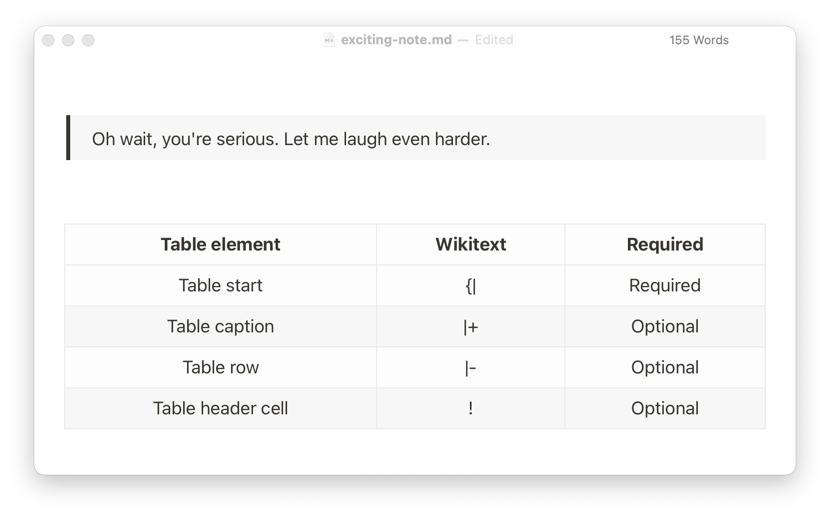 exciting-note.md — Edited 155 Words
Oh wait, you're serious. Let me laugh even harder.
Table element Wikitext Required
Table start {| Required
Table caption |+ Optional
Table row |- Optional
Table header cell ! Optional